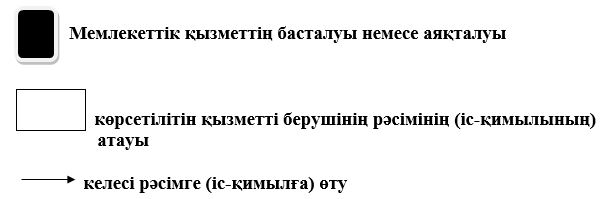 Мемлекеттік қызметтің басталуы немесе аяқталуы
көрсетілітін қызметті берушінің рәсімінің (іс-қимылының)
атауы
келесі рәсімге (іс-қимылға) өту